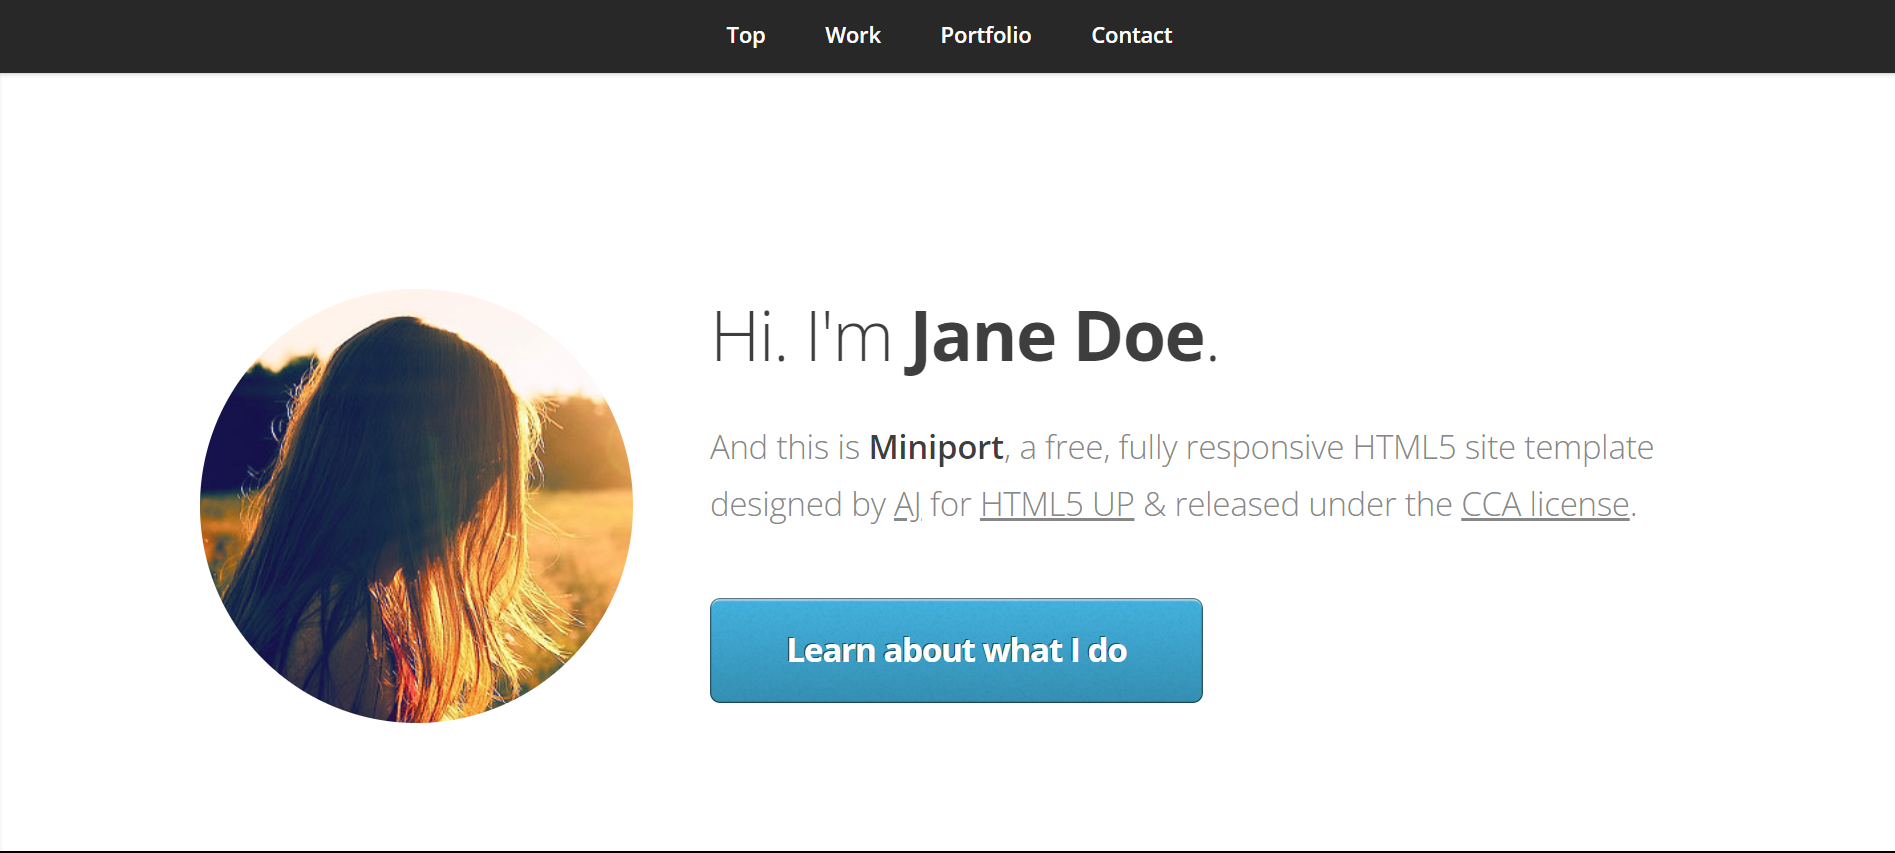 Top Work Portfolio Contact
Hi. I'm Jane Doe.
And this is Miniport, a free, fully responsive HTML5 site template
designed by AJ for HTML5 UP & released under the CCA license.
Learn about what I do